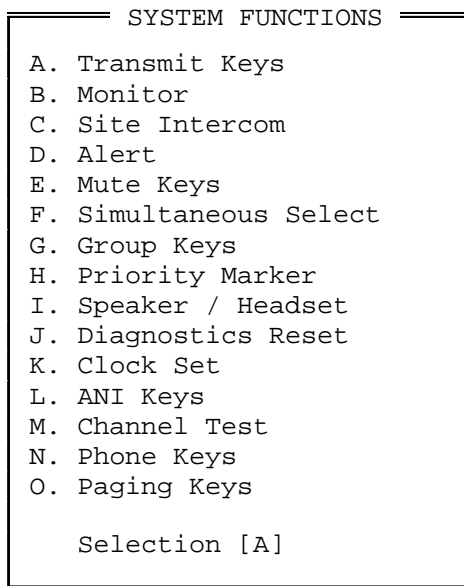 SYSTEM FUNCTIONS
A. Transmit Keys
B. Monitor
C. Site Intercom
D. Alert
E. Mute Keys
F. Simultaneous Select
G. Group Keys
H. Priority Marker
I. Speaker / Headset
J. Diagnostics Reset
K. Clock Set
L. ANI Keys
M. Channel Test
N. Phone Keys
O. Paging Keys
Selection [A]